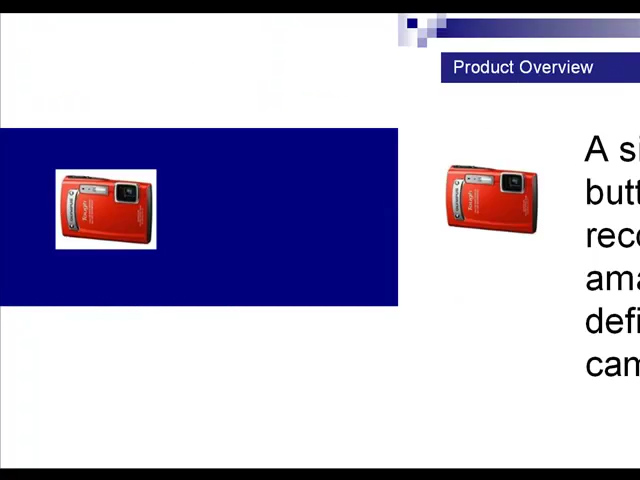 Product Overview
A si
butt
reco
ama
defi
cam